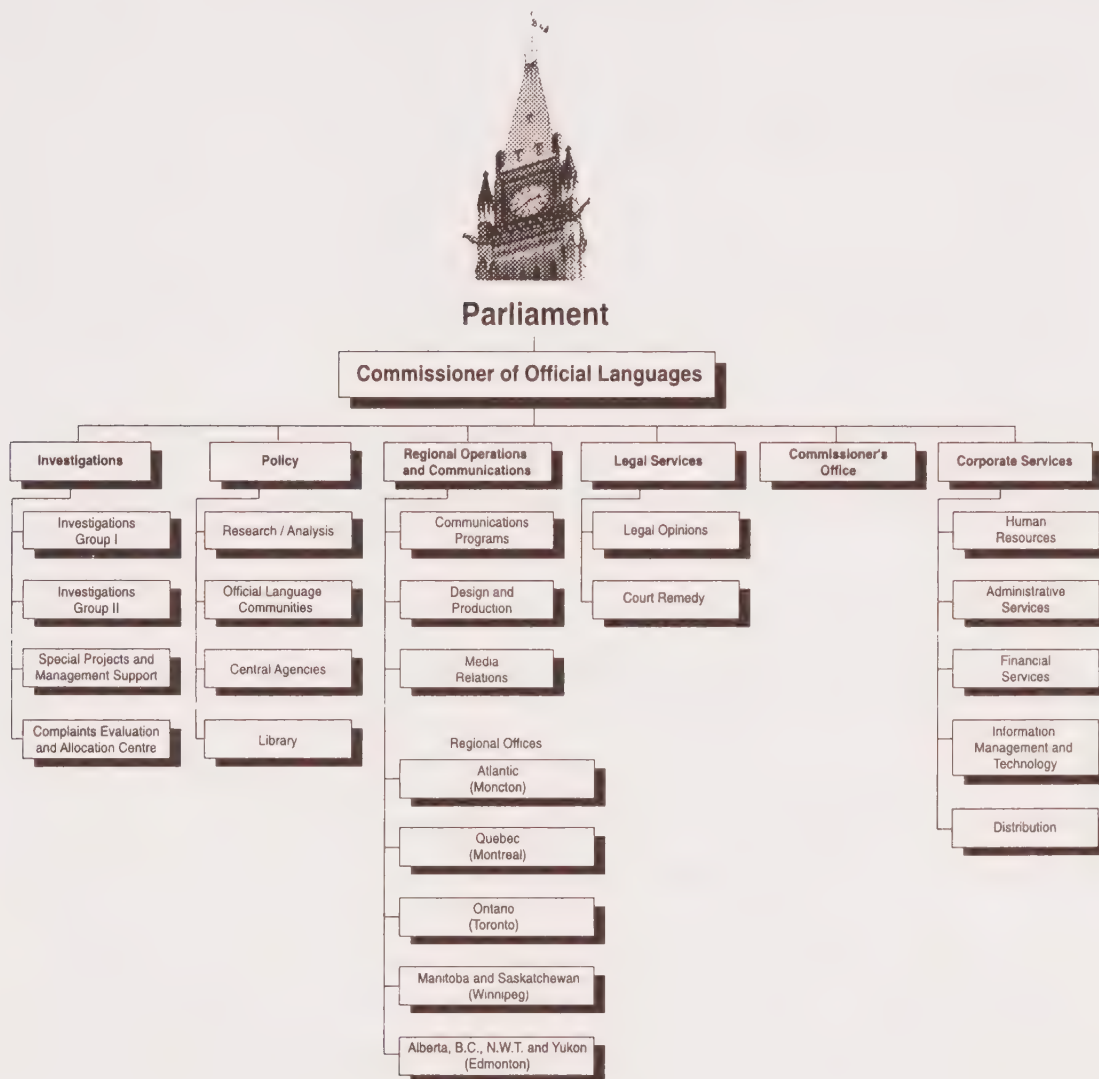 Parliament
Commissioner of Official Languages
Investigations
Investigations
Group I
Investigations
Group II
Special Projects and
Management Support
Complaints Evaluation
and Allocation Centre
Policy
Research / Analysis
Official Language
Communities
Central Agencies
Library
Regional Operations
and Communications
Communications
Programs
Design and
Production
Media
Relations
Regional Offices
Atlantic
(Moncton)
Quebec
(Montreal)
Ontario
(Toronto)
Manitoba and Saskatchewan
(Winnipeg)
Alberta, B.C., N.W.T. and Yukon
(Edmonton)
Legal Services
Legal Opinions
Court Remedy
Commissioner's
Office
Corporate Services
Human
Resources
Administrative
Services
Financial
Services
Information
Management and
Technology
Distribution